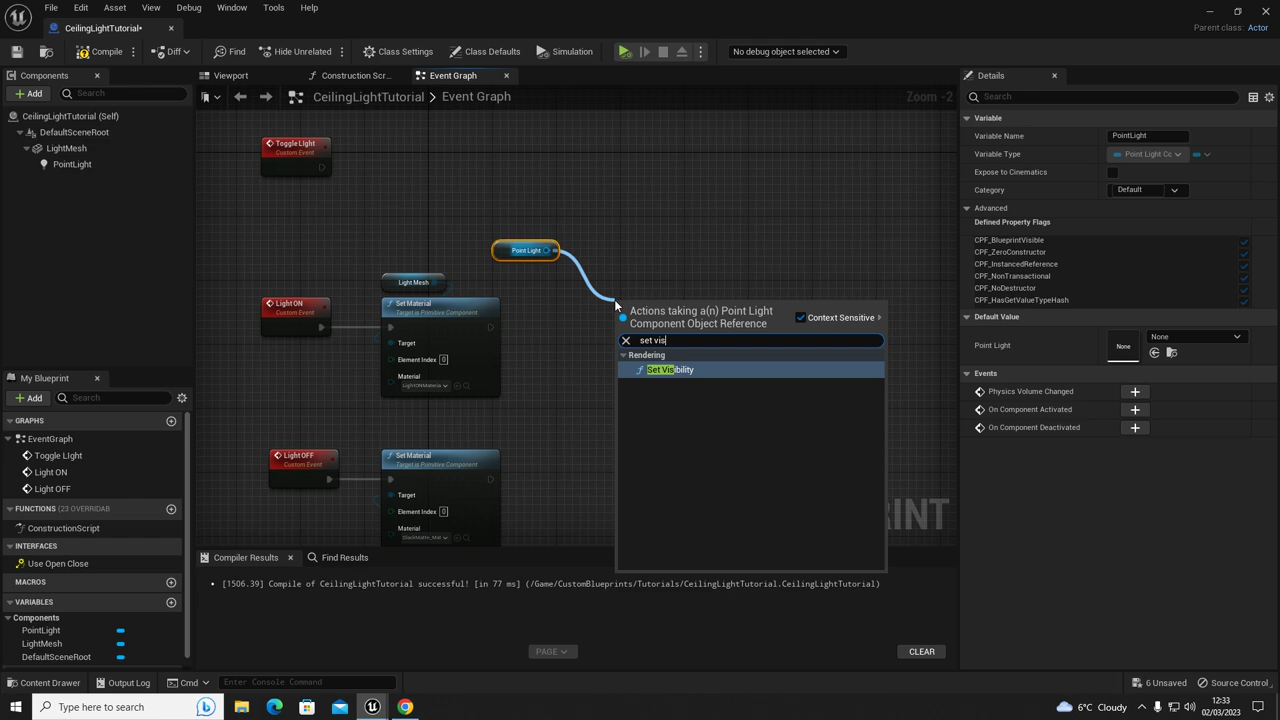 File Edit Asset View Debug Window Tools Help
CeilingLightTutorial*
Parent class: Actor
Compile Diff Find Hide Unrelated Class Settings Class Defaults Simulation No debug object selected
Components
Add Search
CeilingLightTutorial (Self)
DefaultSceneRoot
LightMesh
PointLight
My Blueprint
Add Search
GRAPHS
EventGraph
Toggle LIght
Light ON
Light OFF
FUNCTIONS (23 OVERRIDAB
ConstructionScript
INTERFACES
Use Open Close
MACROS
VARIABLES
Components
PointLight
LightMesh
DefaultSceneRoot
Viewport Construction Scr... Event Graph
CeilingLightTutorial > Event Graph Zoom -2
Toggle LIght
Custom Event
Point Light
Light Mesh
Light ON
Custom Event
Set Material
Target is Primitive Component
Target
Element Index 0
Material
LightONMateria
Light OFF
Custom Event
Set Material
Target is Primitive Component
Target
Element Index 0
Material
BlackMatte_Mat
Actions taking a(n) Point Light
Component Object Reference
Context Sensitive
set vis
Rendering
f Set Visibility
RINT
Compiler Results Find Results
[1506.39] Compile of CeilingLightTutorial successful! [in 77 ms] (/Game/CustomBlueprints/Tutorials/CeilingLightTutorial.CeilingLightTutorial)
PAGE CLEAR
Details
Search
Variable
Variable Name PointLight
Variable Type Point Light Cc
Expose to Cinematics
Category Default
Advanced
Defined Property Flags
CPF_BlueprintVisible
CPF_ZeroConstructor
CPF_InstancedReference
CPF_NonTransactional
CPF_NoDestructor
CPF_HasGetValueTypeHash
Default Value
Point Light None None
Events
Physics Volume Changed
On Component Activated
On Component Deactivated
Content Drawer Output Log Cmd Enter Console Command 6 Unsaved Source Control
Type here to search 6°C Cloudy 12:33
02/03/2023